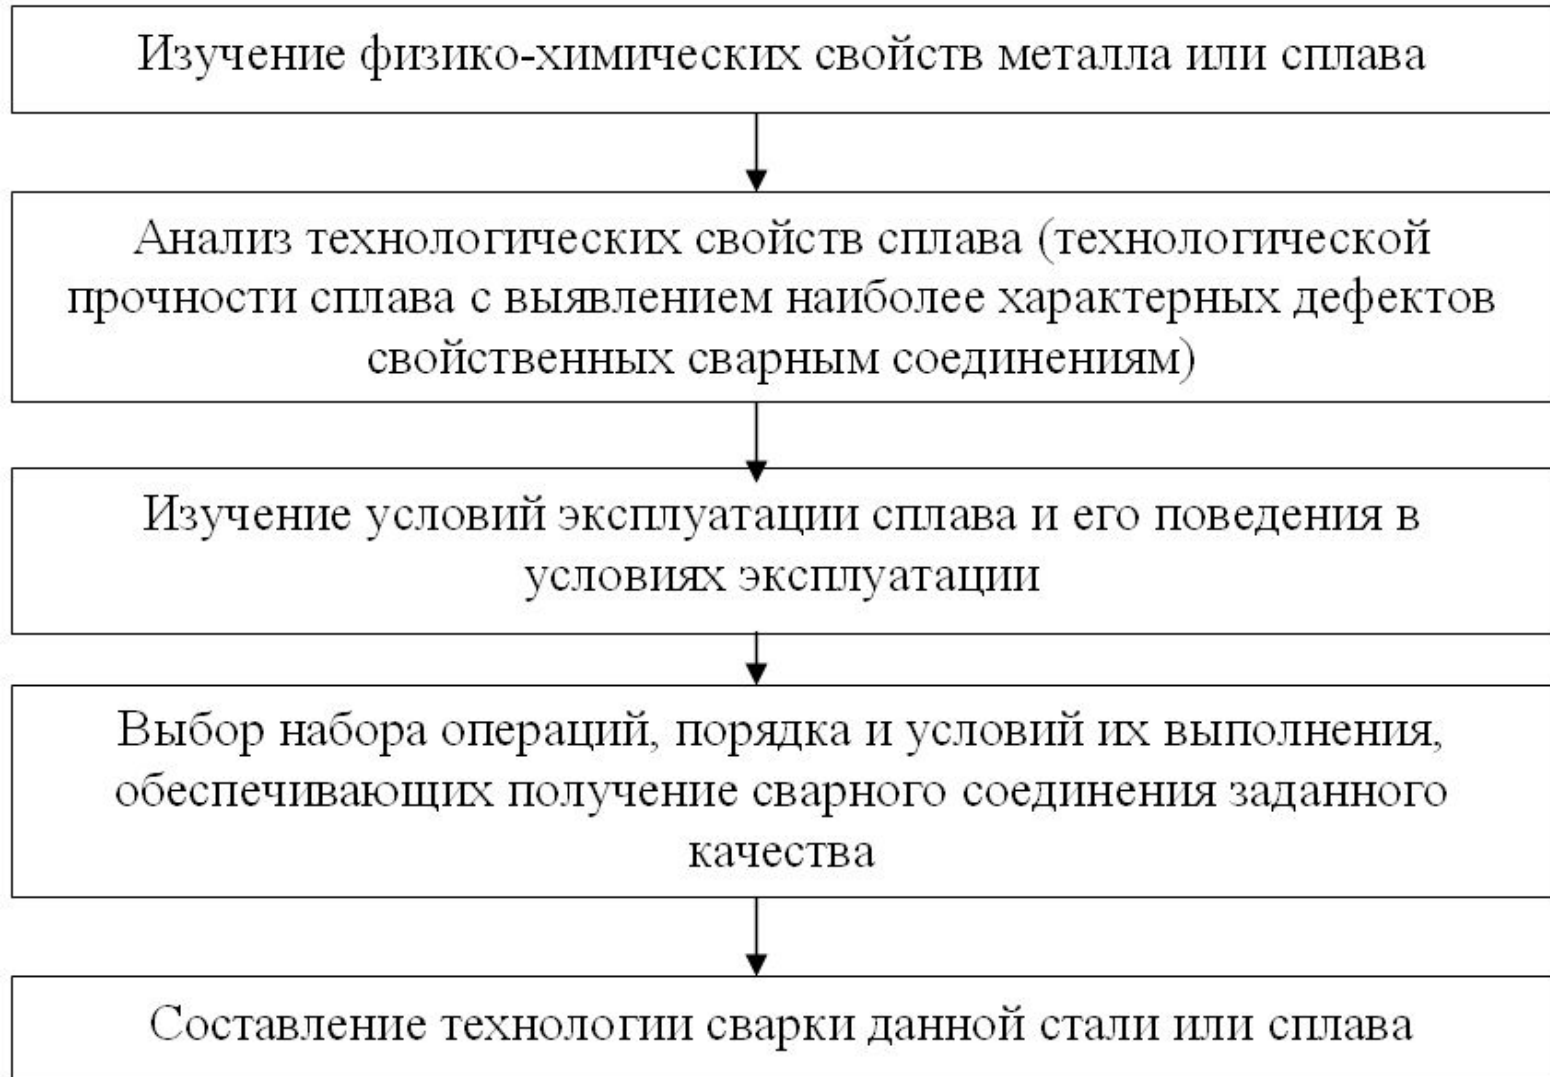 Изучение физико-химических свойств металла или сплава
Анализ технологических свойств сплава (технологической
прочности сплава с выявлением наиболее характерных дефектов
свойственных сварным соединениям)
Изучение условий эксплуатации сплава и его поведения в
условиях эксплуатации
Выбор набора операций, порядка и условий их выполнения,
обеспечивающих получение сварного соединения заданного
качества
Составление технологии сварки данной стали или сплава